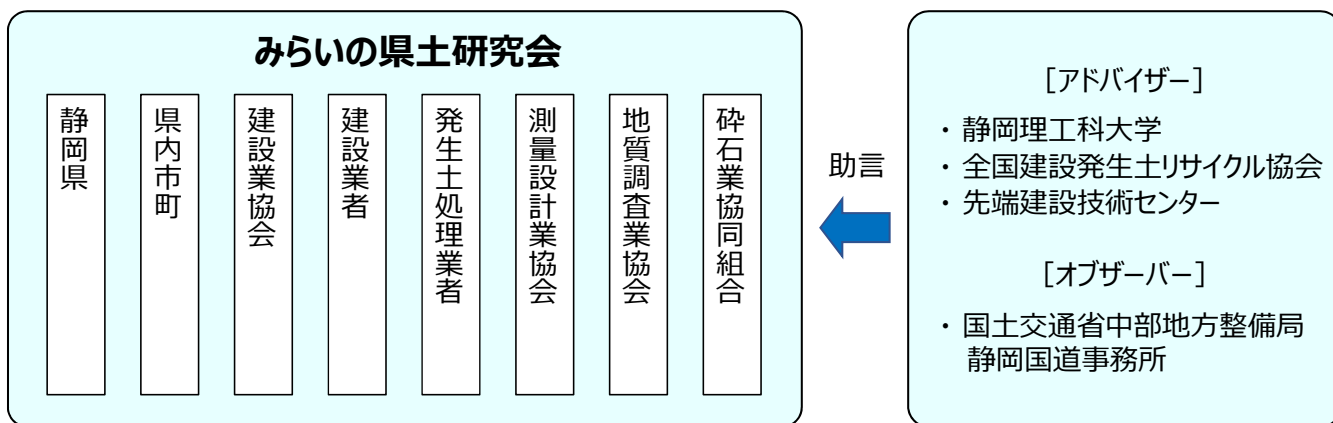 みらいの県土研究会
静岡県
県内市町
建設業協会
建設業者
発生土処理業者
測量設計業協会
地質調査業協会
砕石業協同組合
助言
［アドバイザー］
・静岡理工科大学
・全国建設発生土リサイクル協会
・先端建設技術センター
［オブザーバー］
・国土交通省中部地方整備局
静岡国道事務所